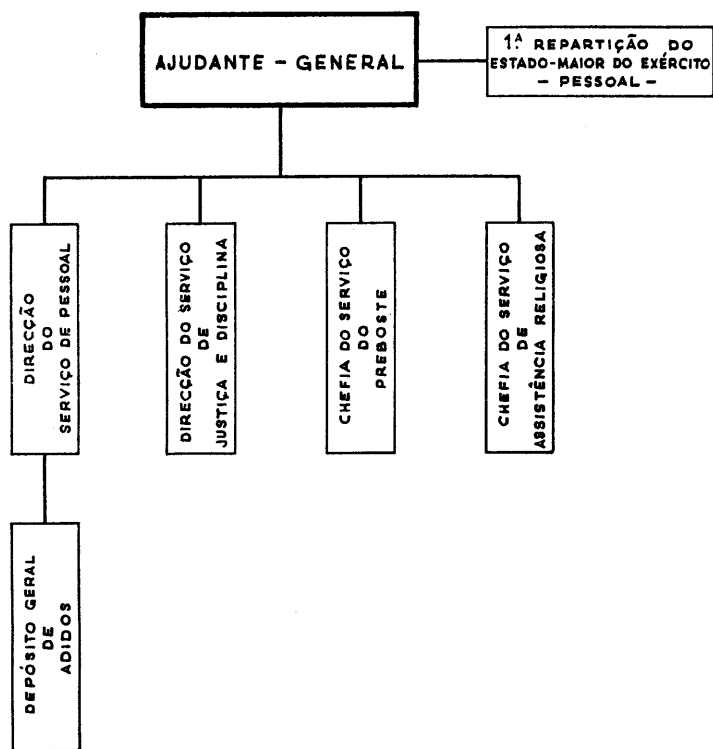 AJUDANTE – GENERAL
1.ª REPARTIÇÃO DO
ESTADO-MAIOR DO EXÉRCITO
– PESSOAL –
DIRECÇÃO
DO
SERVIÇO DE PESSOAL
DIRECÇÃO DO SERVIÇO
DE
JUSTIÇA E DISCIPLINA
CHEFIA DO SERVIÇO
DO
PREBOSTE
CHEFIA DO SERVIÇO
DE
ASSISTÊNCIA RELIGIOSA
DEPÓSITO GERAL
DE
ADIDOS